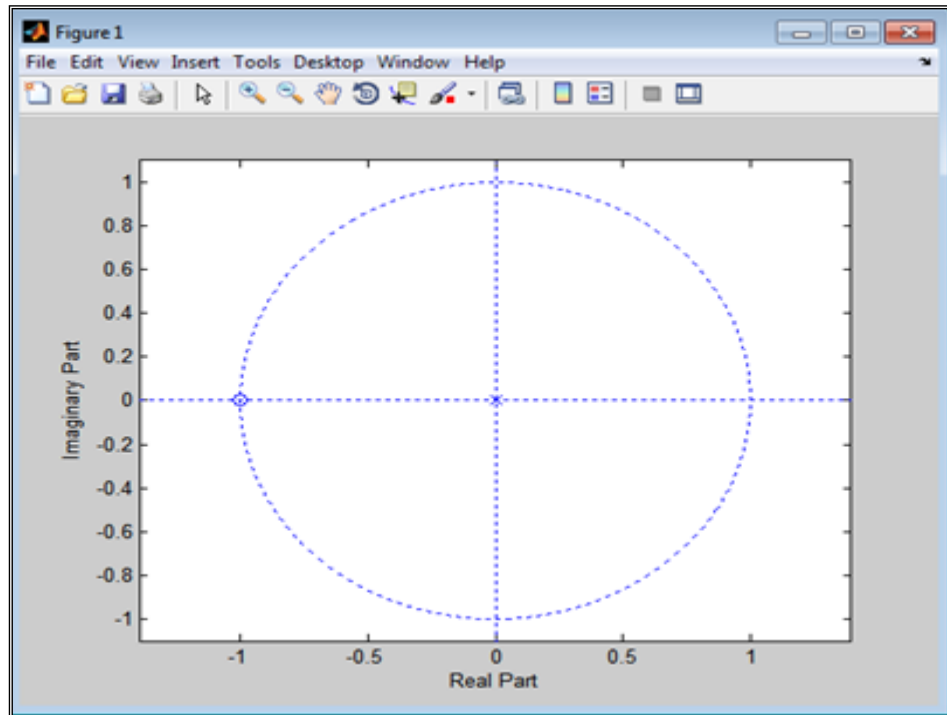 Figure 1
File Edit View Insert Tools Desktop Window Help
1
0.8
0.6
0.4
0.2
0
-0.2
-0.4
-0.6
-0.8
-1
Imaginary Part
-1 -0.5 0 0.5 1
Real Part